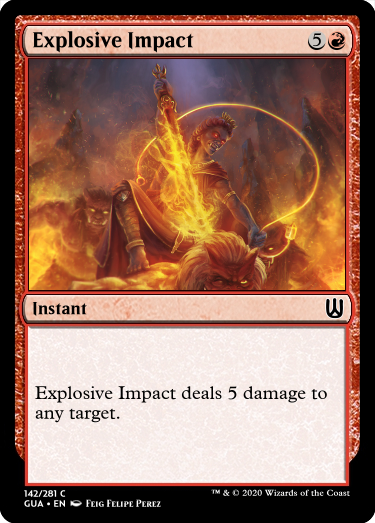 Explosive Impact 5
Instant
Explosive Impact deals 5 damage to
any target.
142/281 C
GUA • EN Feig Felipe Perez
™ & © 2020 Wizards of the Coast